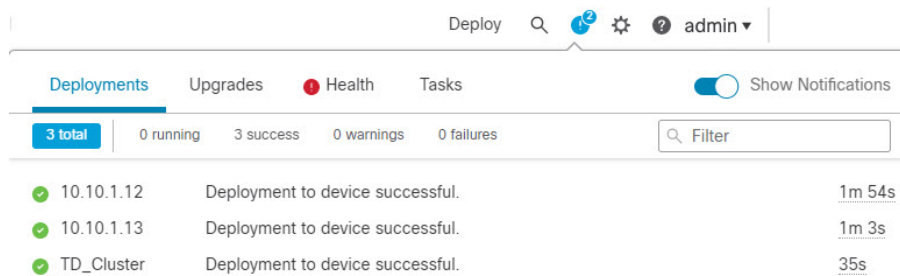 Deploy 2 ? admin
Deployments Upgrades Health Tasks Show Notifications
3 total 0 running 3 success 0 warnings 0 failures Filter
10.10.1.12 Deployment to device successful. 1m 54s
10.10.1.13 Deployment to device successful. 1m 3s
TD_Cluster Deployment to device successful. 35s